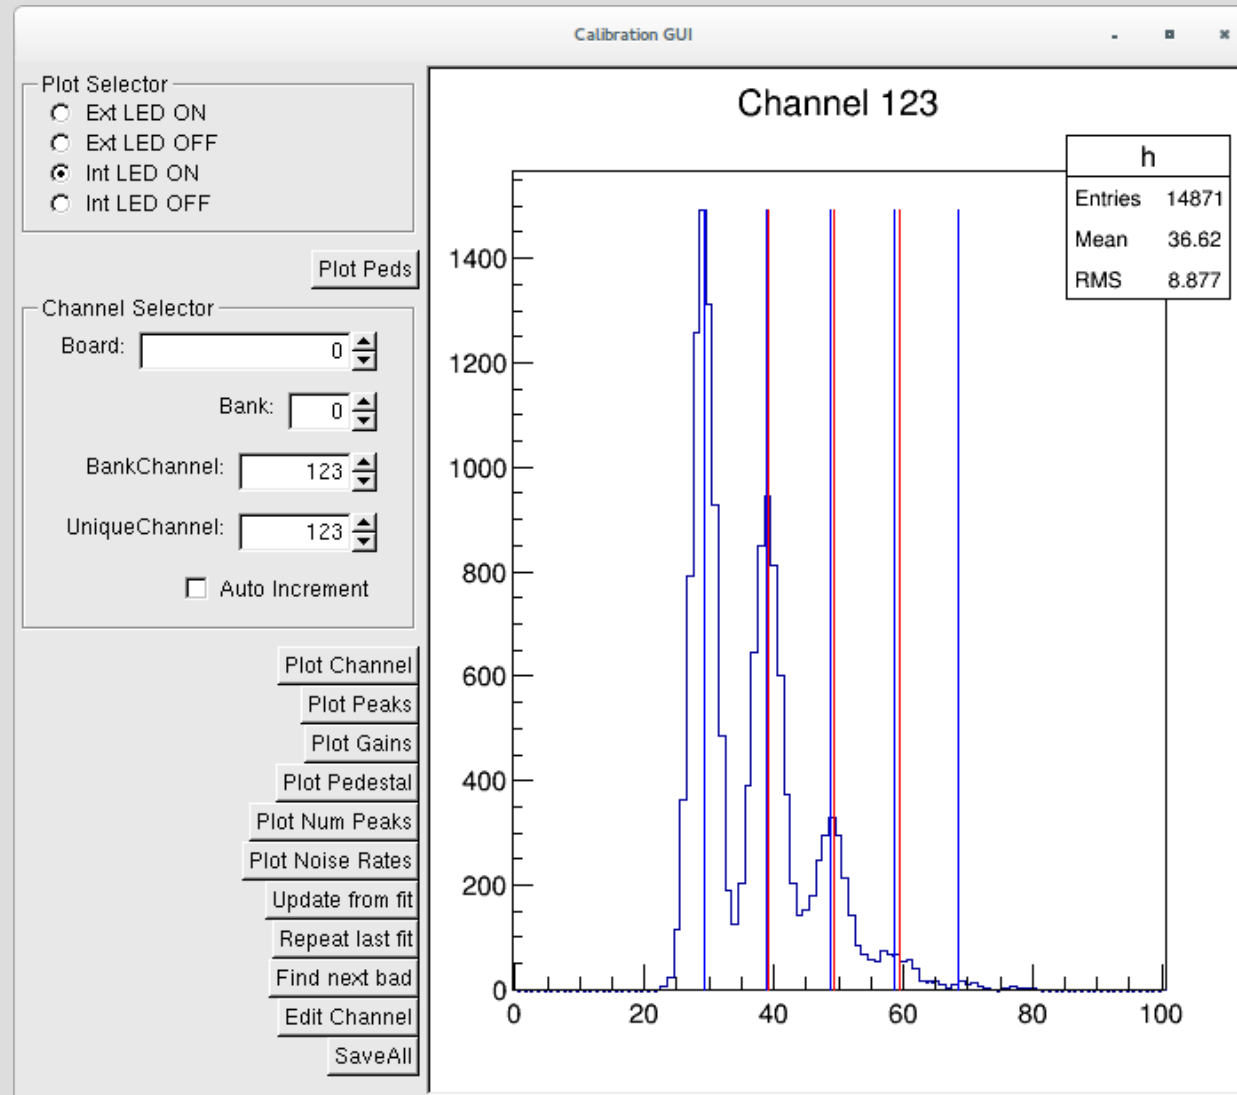 Calibration GUI
Plot Selector
Ext LED ON
Ext LED OFF
Int LED ON
Int LED OFF
Plot Peds
Channel Selector
Board: 0
Bank: 0
BankChannel: 123
UniqueChannel: 123
Auto Increment
Plot Channel
Plot Peaks
Plot Gains
Plot Pedestal
Plot Num Peaks
Plot Noise Rates
Update from fit
Repeat last fit
Find next bad
Edit Channel
SaveAll
Channel 123
h
Entries 14871
Mean 36.62
RMS 8.877
1400
1200
1000
800
600
400
200
0
0 20 40 60 80 100